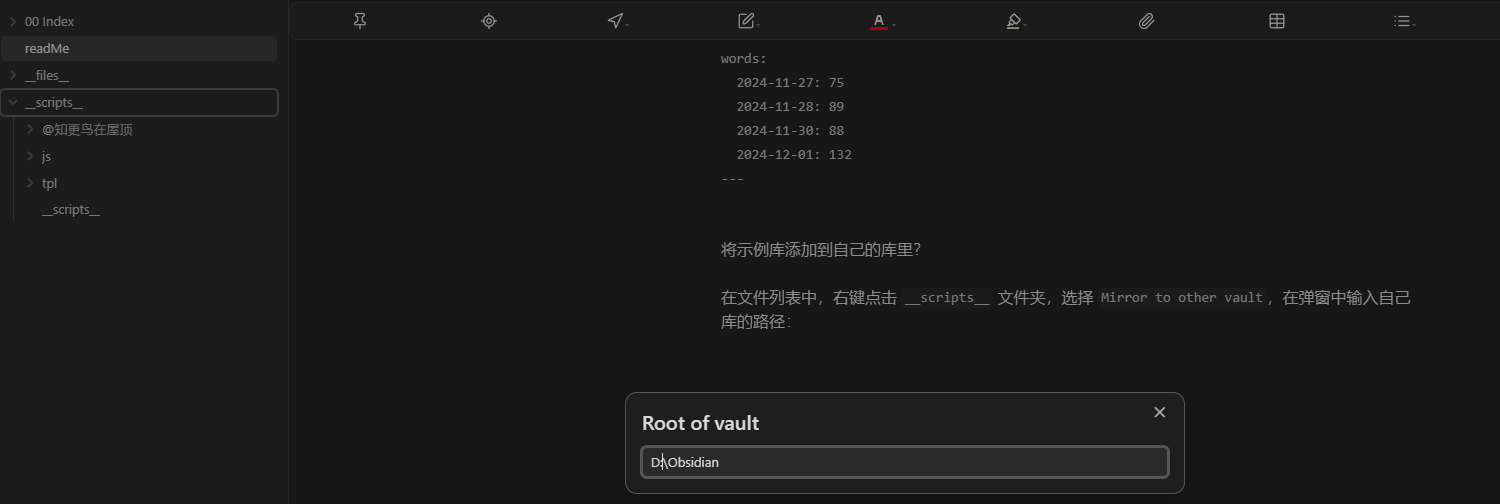 00 Index
readMe
__files__
__scripts__
@知更鸟在屋顶
js
tpl
__scripts__
A
words:
2024-11-27: 75
2024-11-28: 89
2024-11-30: 88
2024-12-01: 132
---
将示例库添加到自己的库里？
在文件列表中，右键点击 __scripts__ 文件夹，选择 Mirror to other vault，在弹窗中输入自己
库的路径：
Root of vault
D:\Obsidian